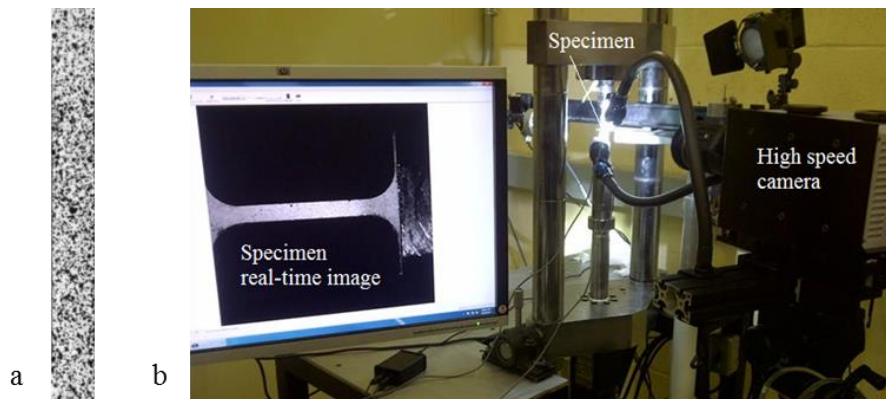 Specimen
High speed
camera
Specimen
real-time image
a
b